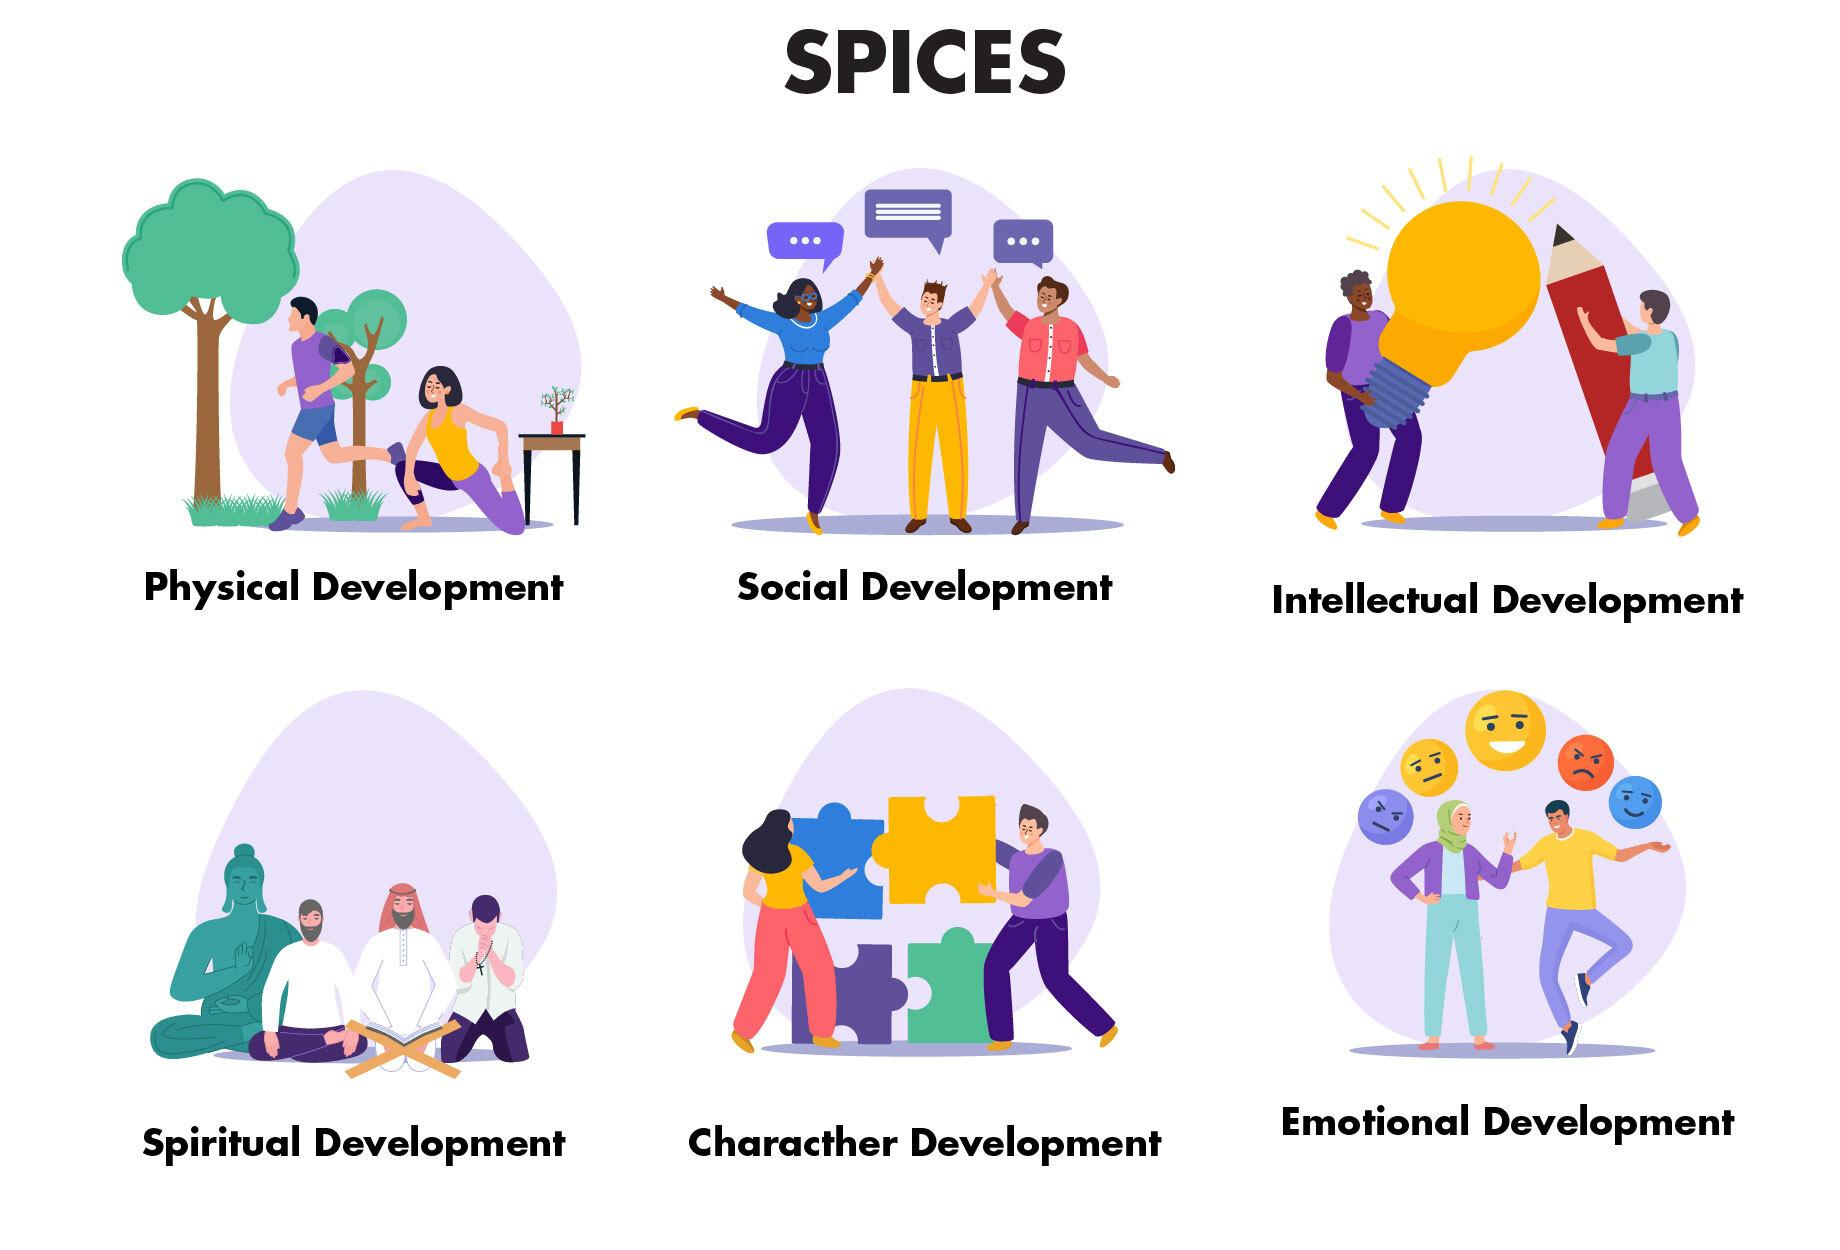 SPICES
Physical Development
Social Development
Intellectual Development
Spiritual Development
Characther Development
Emotional Development